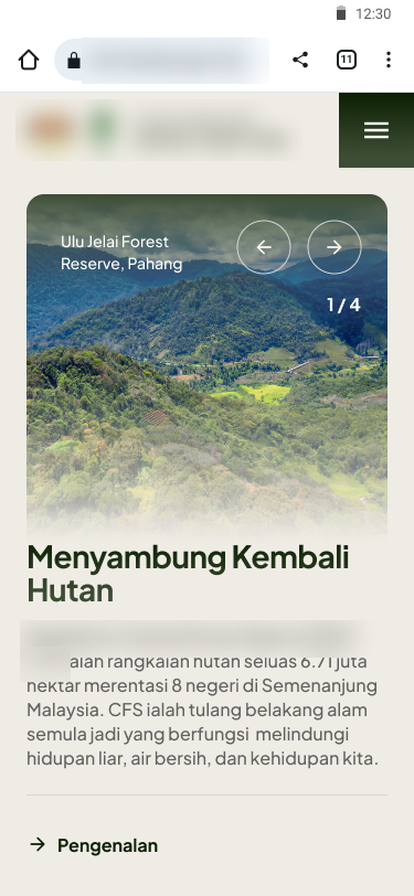 12:30
11
Ulu Jelai Forest
Reserve, Pahang
1 / 4
Menyambung Kembali
Hutan
rangkaian hutan seluas 6.71 juta
hektar merentasi 8 negeri di Semenanjung
Malaysia. CFS ialah tulang belakang alam
semula jadi yang berfungsi melindungi
hidupan liar, air bersih, dan kehidupan kita.
Pengenalan